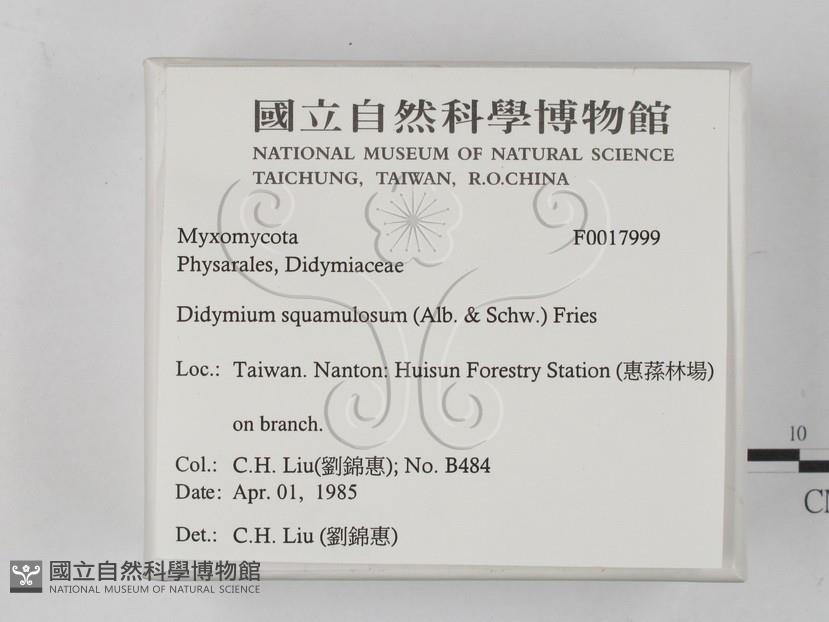 國立自然科學博物館
NATIONAL MUSEUM OF NATURAL SCIENCE
TAICHUNG, TAIWAN, R.O.CHINA
Myxomycota F0017999
Physarales, Didymiaceae
Didymium squamulosum (Alb. & Schw.) Fries
Loc.: Taiwan. Nanton: Huisun Forestry Station (惠蓀林場)
on branch.
Col.: C.H. Liu(劉錦惠); No. B484
Date: Apr. 01, 1985
Det.: C.H. Liu (劉錦惠)
10
國立自然科學博物館
NATIONAL MUSEUM OF NATURAL SCIENCE